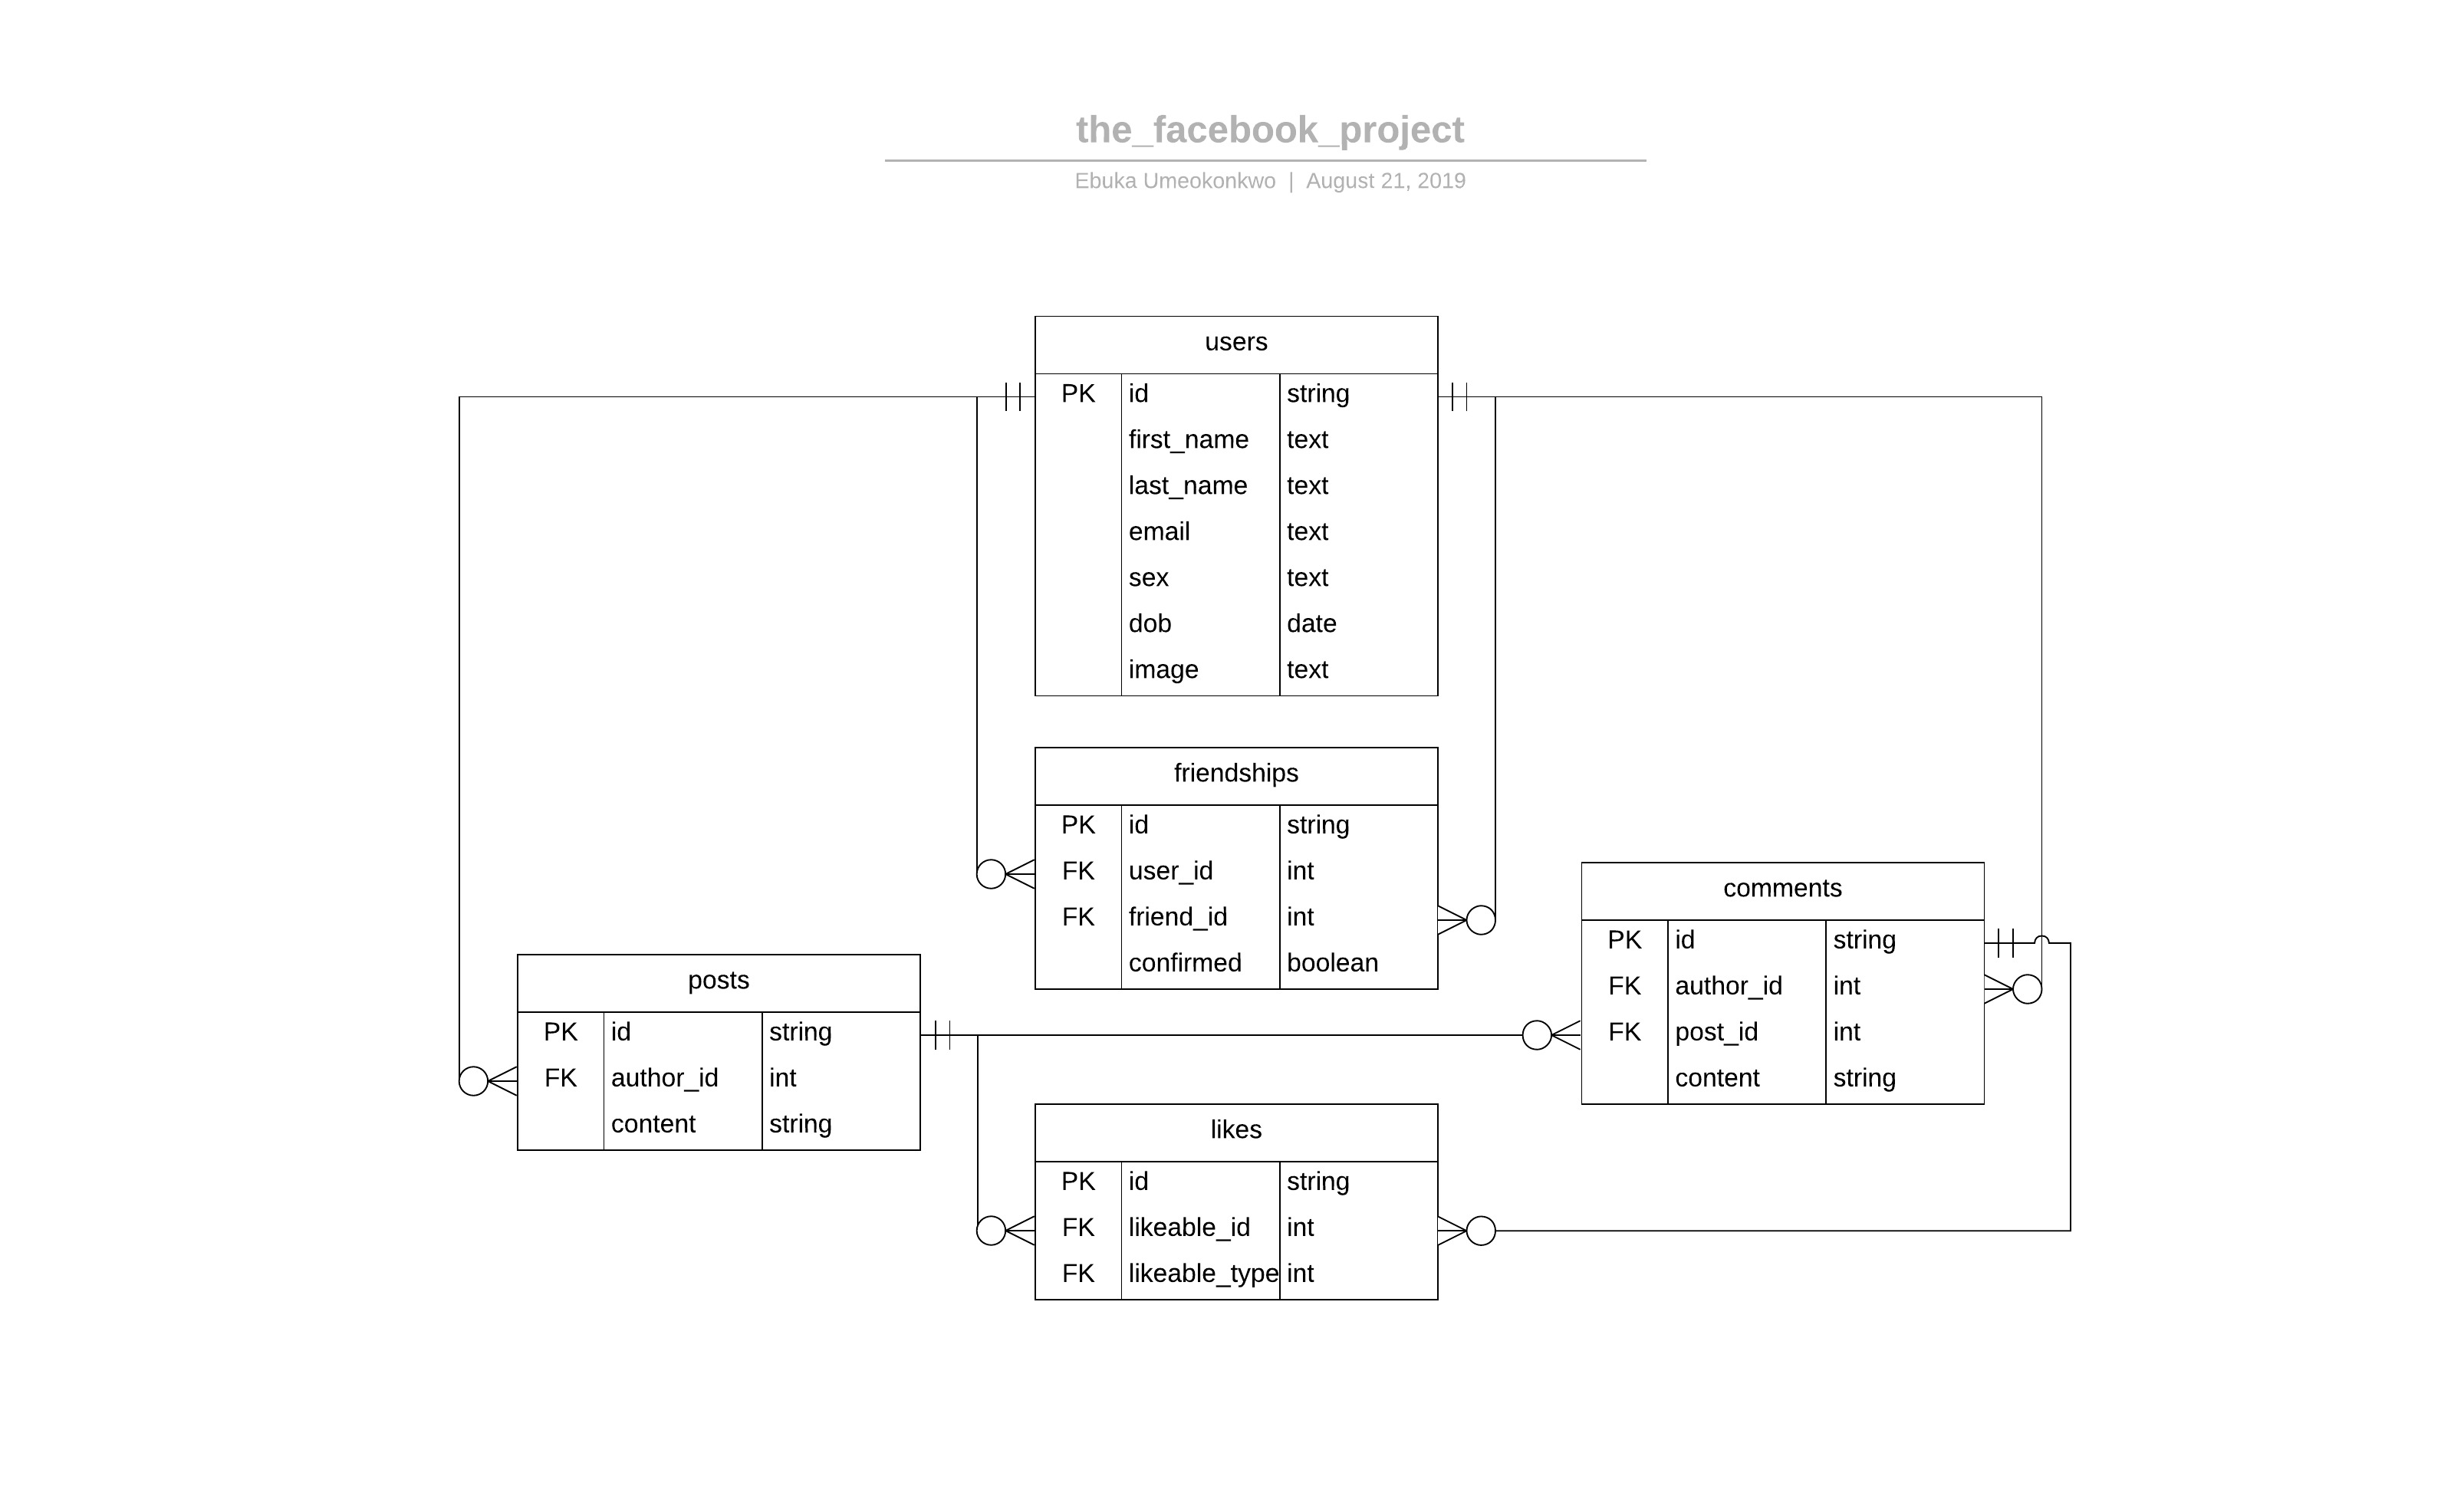 the_facebook_project
Ebuka Umeokonkwo | August 21, 2019
users
PK id string
first_name text
last_name text
email text
sex text
dob date
image text
friendships
PK id string
FK user_id int
FK friend_id int
confirmed boolean
comments
PK id string
FK author_id int
FK post_id int
content string
posts
PK id string
FK author_id int
content string
likes
PK id string
FK likeable_id int
FK likeable_type int